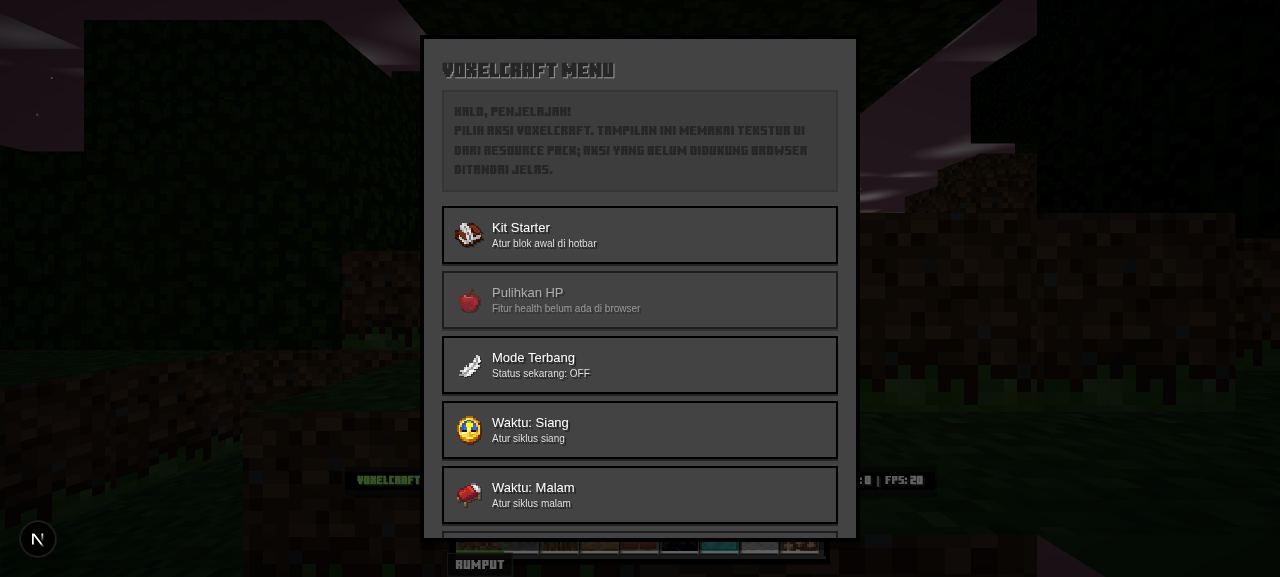 VOXELCRAFT MENU
HALO, PENJELAJAH!
PILIH AKSI VOXELCRAFT. TAMPILAN INI MEMAKAI TEKSTUR UI
DARI RESOURCE PACK; AKSI YANG BELUM DIDUKUNG BROWSER
DITANDAI JELAS.
Kit Starter
Atur blok awal di hotbar
Pulihkan HP
Fitur health belum ada di browser
Mode Terbang
Status sekarang: OFF
Waktu: Siang
Atur siklus siang
VOXELCRAFT
: 0 | FPS: 20
Waktu: Malam
Atur siklus malam
N
RUMPUT